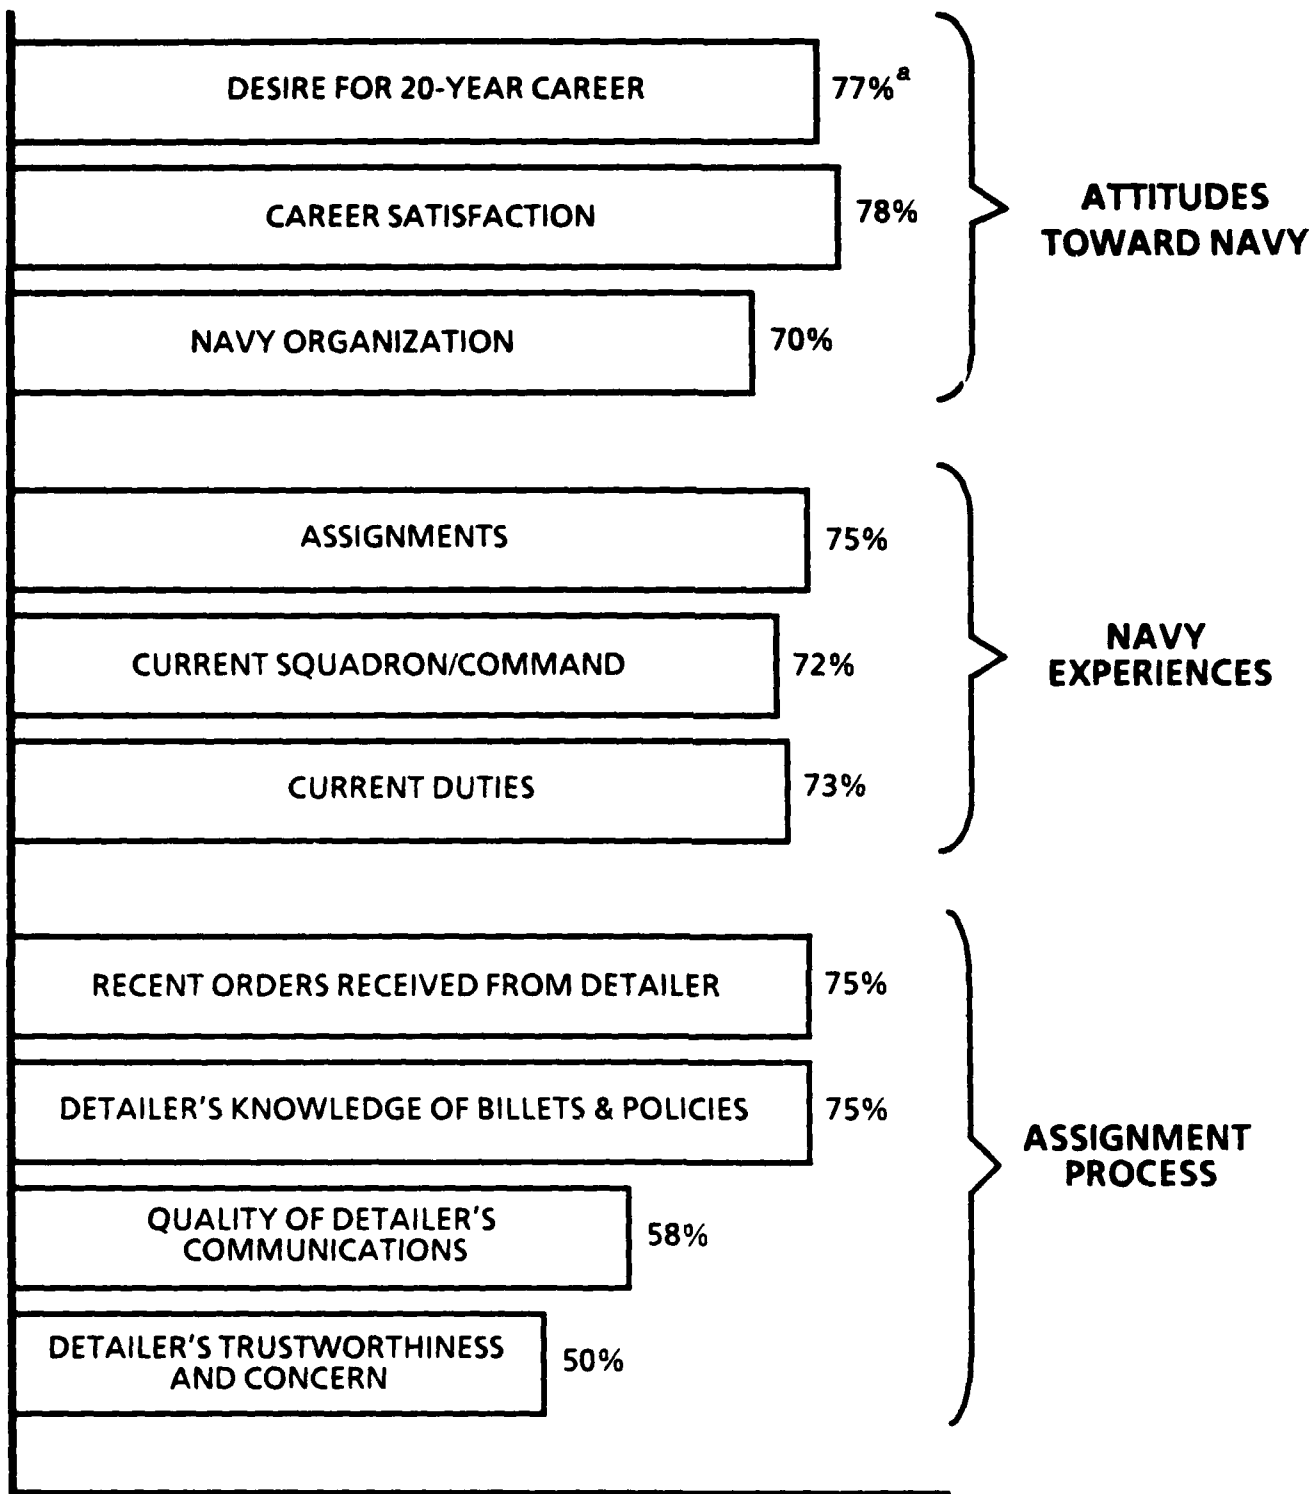 DESIRE FOR 20-YEAR CAREER 77%ᵃ
CAREER SATISFACTION 78%
NAVY ORGANIZATION 70%
ATTITUDES
TOWARD NAVY
ASSIGNMENTS 75%
CURRENT SQUADRON/COMMAND 72%
CURRENT DUTIES 73%
NAVY
EXPERIENCES
RECENT ORDERS RECEIVED FROM DETAILER 75%
DETAILER'S KNOWLEDGE OF BILLETS & POLICIES 75%
QUALITY OF DETAILER'S
COMMUNICATIONS
58%
DETAILER'S TRUSTWORTHINESS
AND CONCERN
50%
ASSIGNMENT
PROCESS